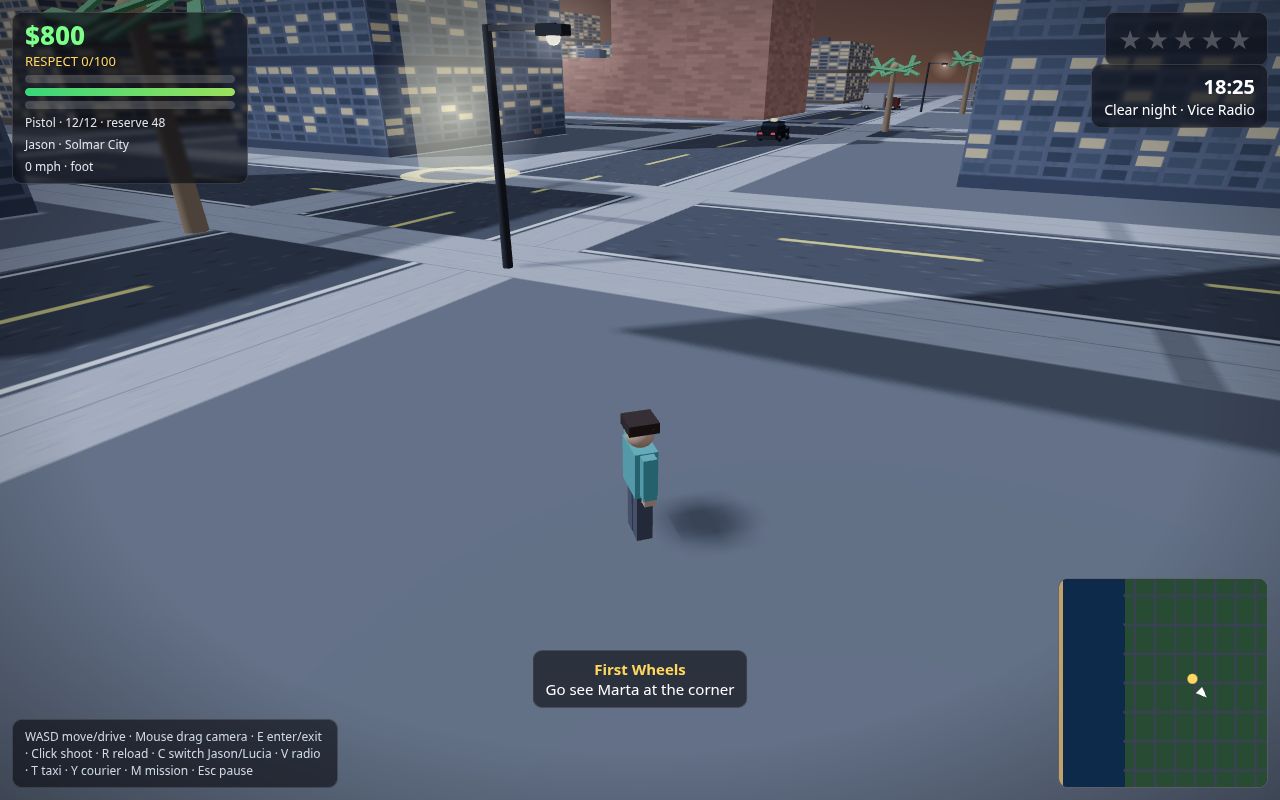 $800
RESPECT 0/100
Pistol · 12/12 · reserve 48
Jason · Solmar City
0 mph · foot
★★★★★
18:25
Clear night · Vice Radio
First Wheels
Go see Marta at the corner
WASD move/drive · Mouse drag camera · E enter/exit
· Click shoot · R reload · C switch Jason/Lucia · V radio
· T taxi · Y courier · M mission · Esc pause